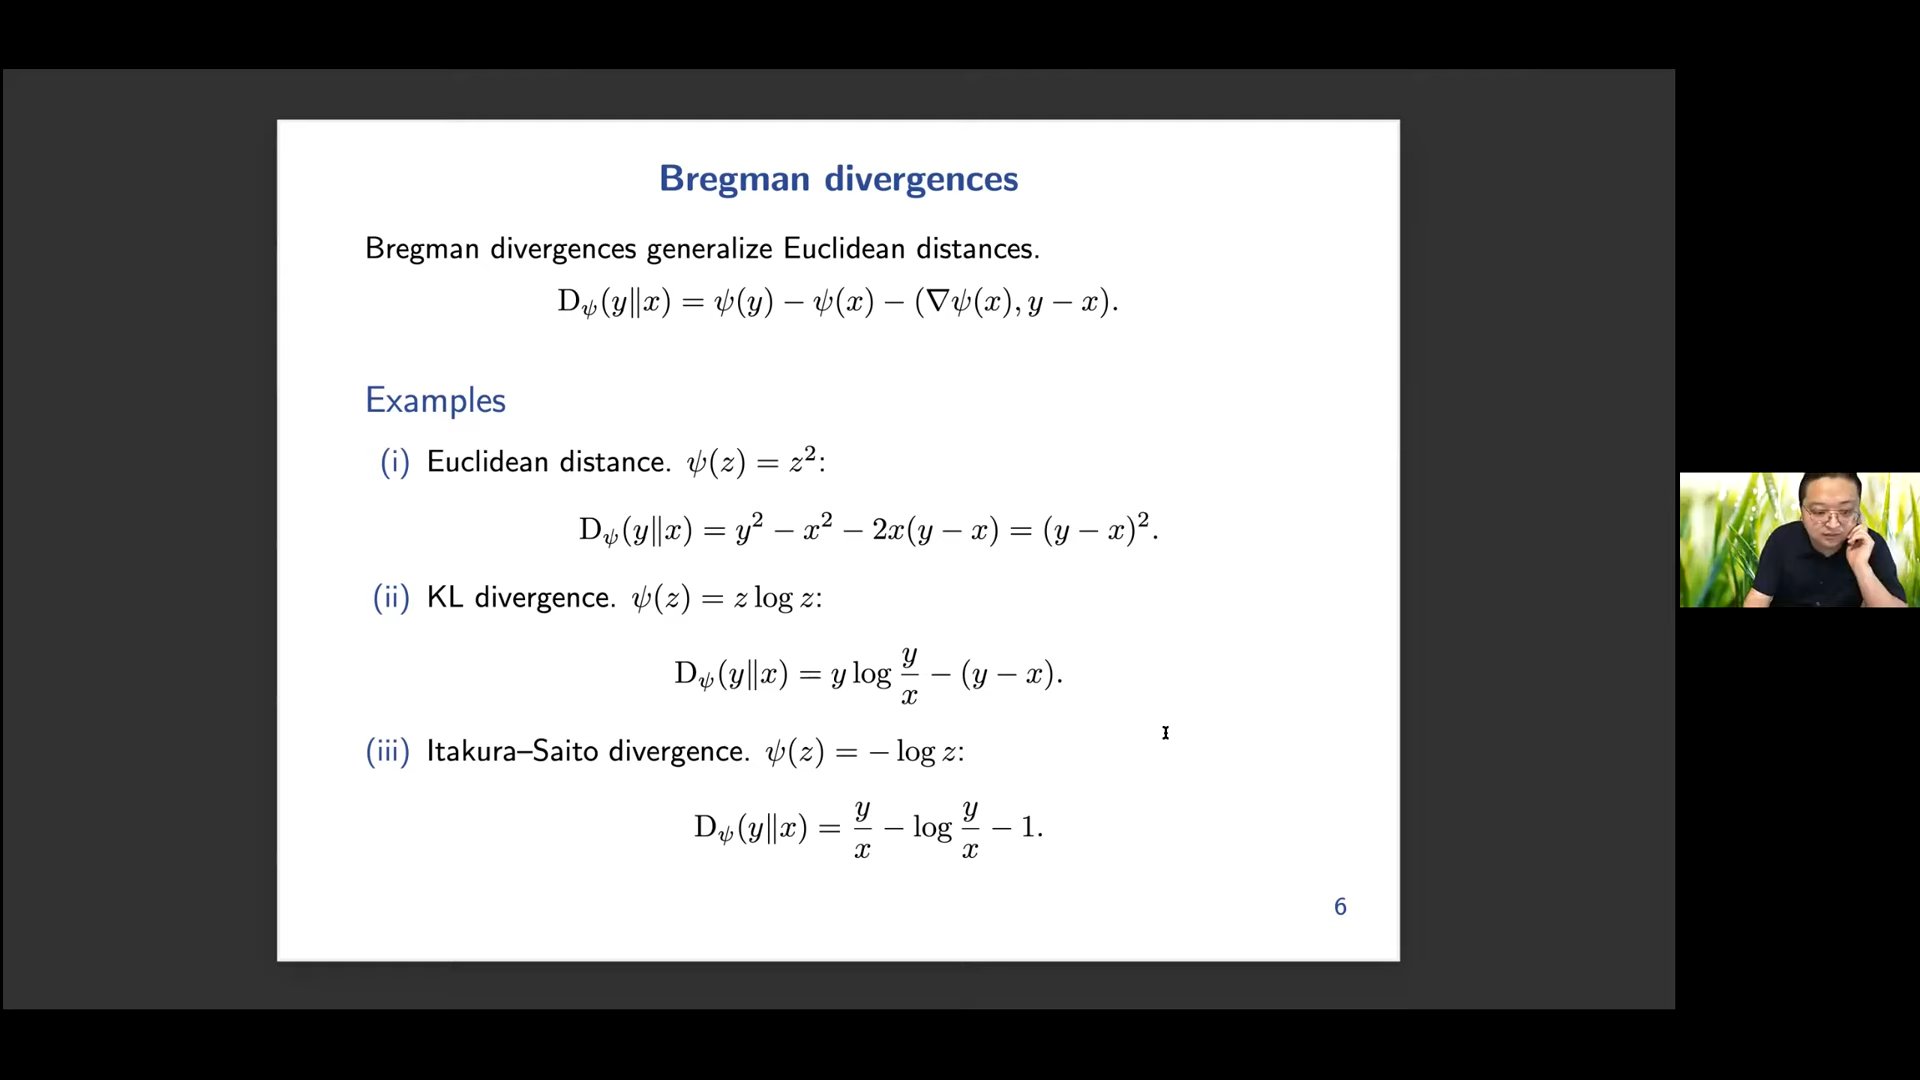 Bregman divergences
Bregman divergences generalize Euclidean distances.
D_ψ(y∥x) = ψ(y) − ψ(x) − (∇ψ(x), y − x).
Examples
(i) Euclidean distance. ψ(z) = z²:
D_ψ(y∥x) = y² − x² − 2x(y − x) = (y − x)².
(ii) KL divergence. ψ(z) = z log z:
D_ψ(y∥x) = y log y/x − (y − x).
(iii) Itakura–Saito divergence. ψ(z) = − log z:
D_ψ(y∥x) = y/x − log y/x − 1.
6